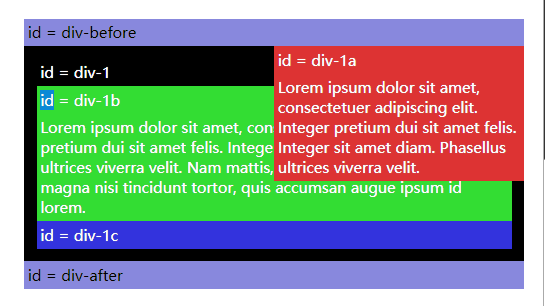 id = div-before
id = div-1
id = div-1a
Lorem ipsum dolor sit amet,
consectetuer adipiscing elit.
Integer pretium dui sit amet felis.
Integer sit amet diam. Phasellus
ultrices viverra velit.
id = div-1b
Lorem ipsum dolor sit amet, con
pretium dui sit amet felis. Intege
ultrices viverra velit. Nam mattis,
magna nisi tincidunt tortor, quis accumsan augue ipsum id
lorem.
id = div-1c
id = div-after